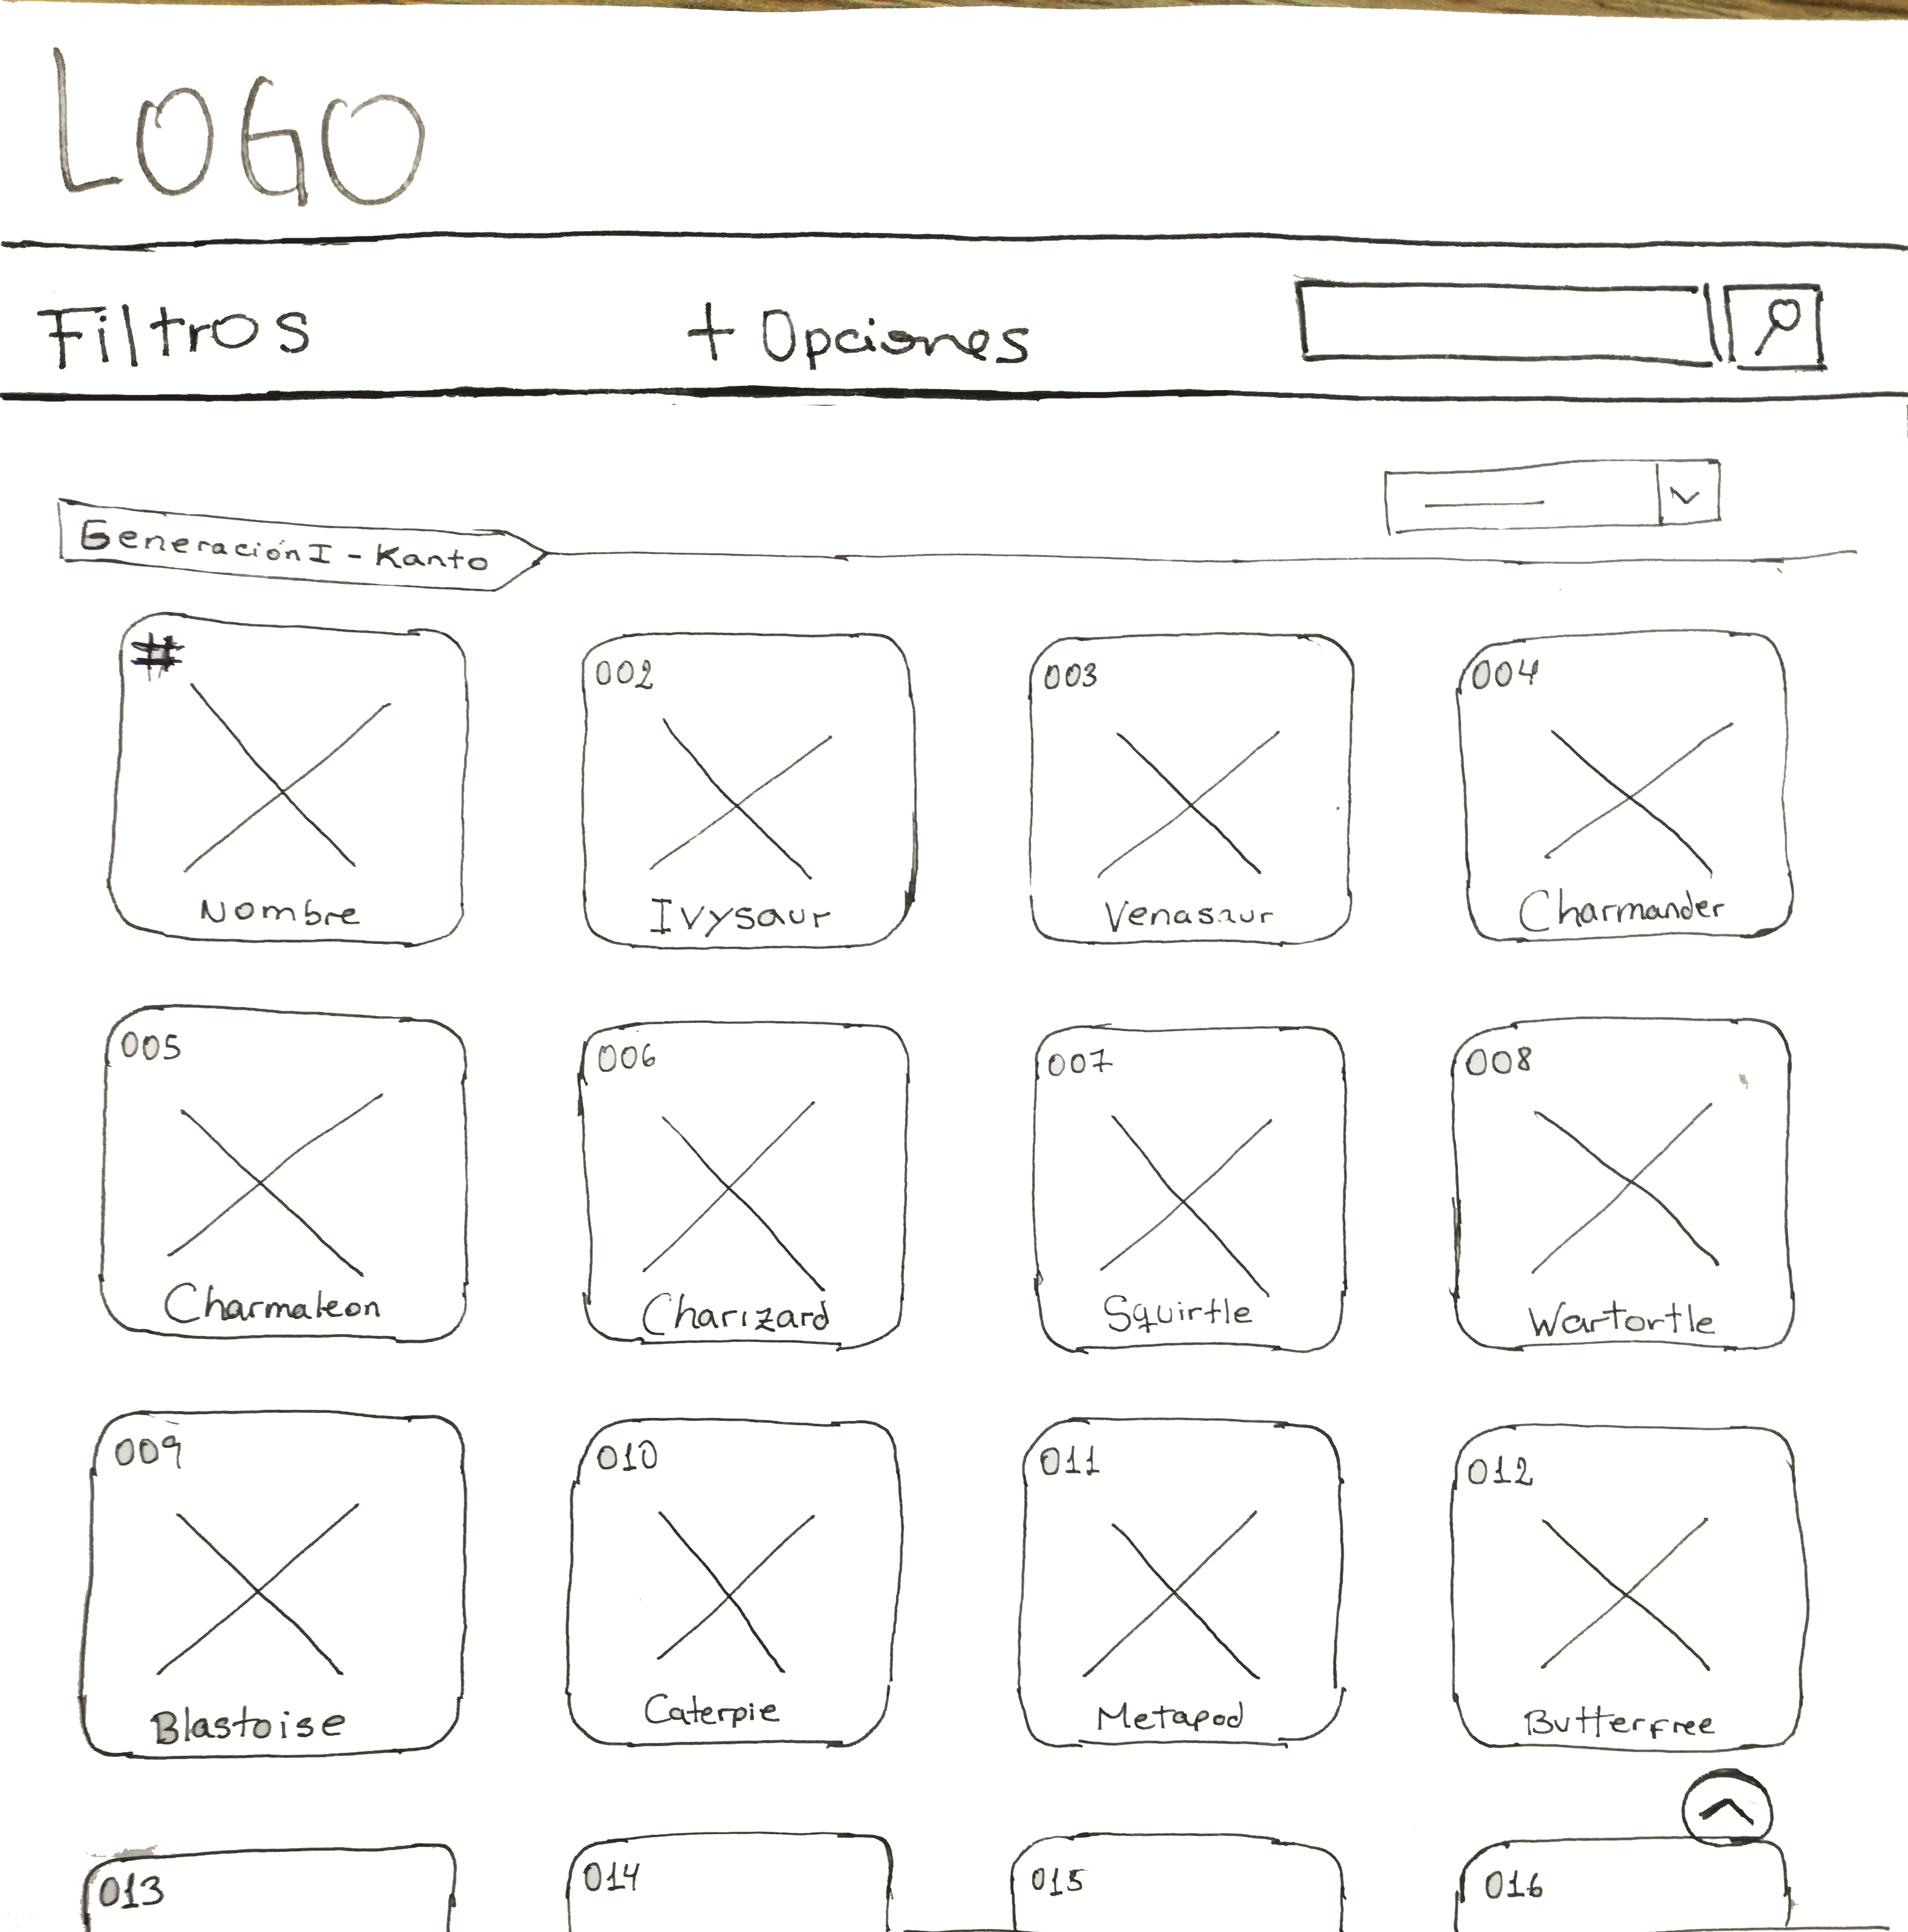 LOGO
Filtros + Opciones
Generación I - Kanto
# 002 003 004
Nombre Ivysaur Venasaur Charmander
005 006 007 008
Charmaleon Charizard Squirtle Wartortle
009 010 011 012
Blastoise Caterpie Metapod Butterfree
013 014 015 016